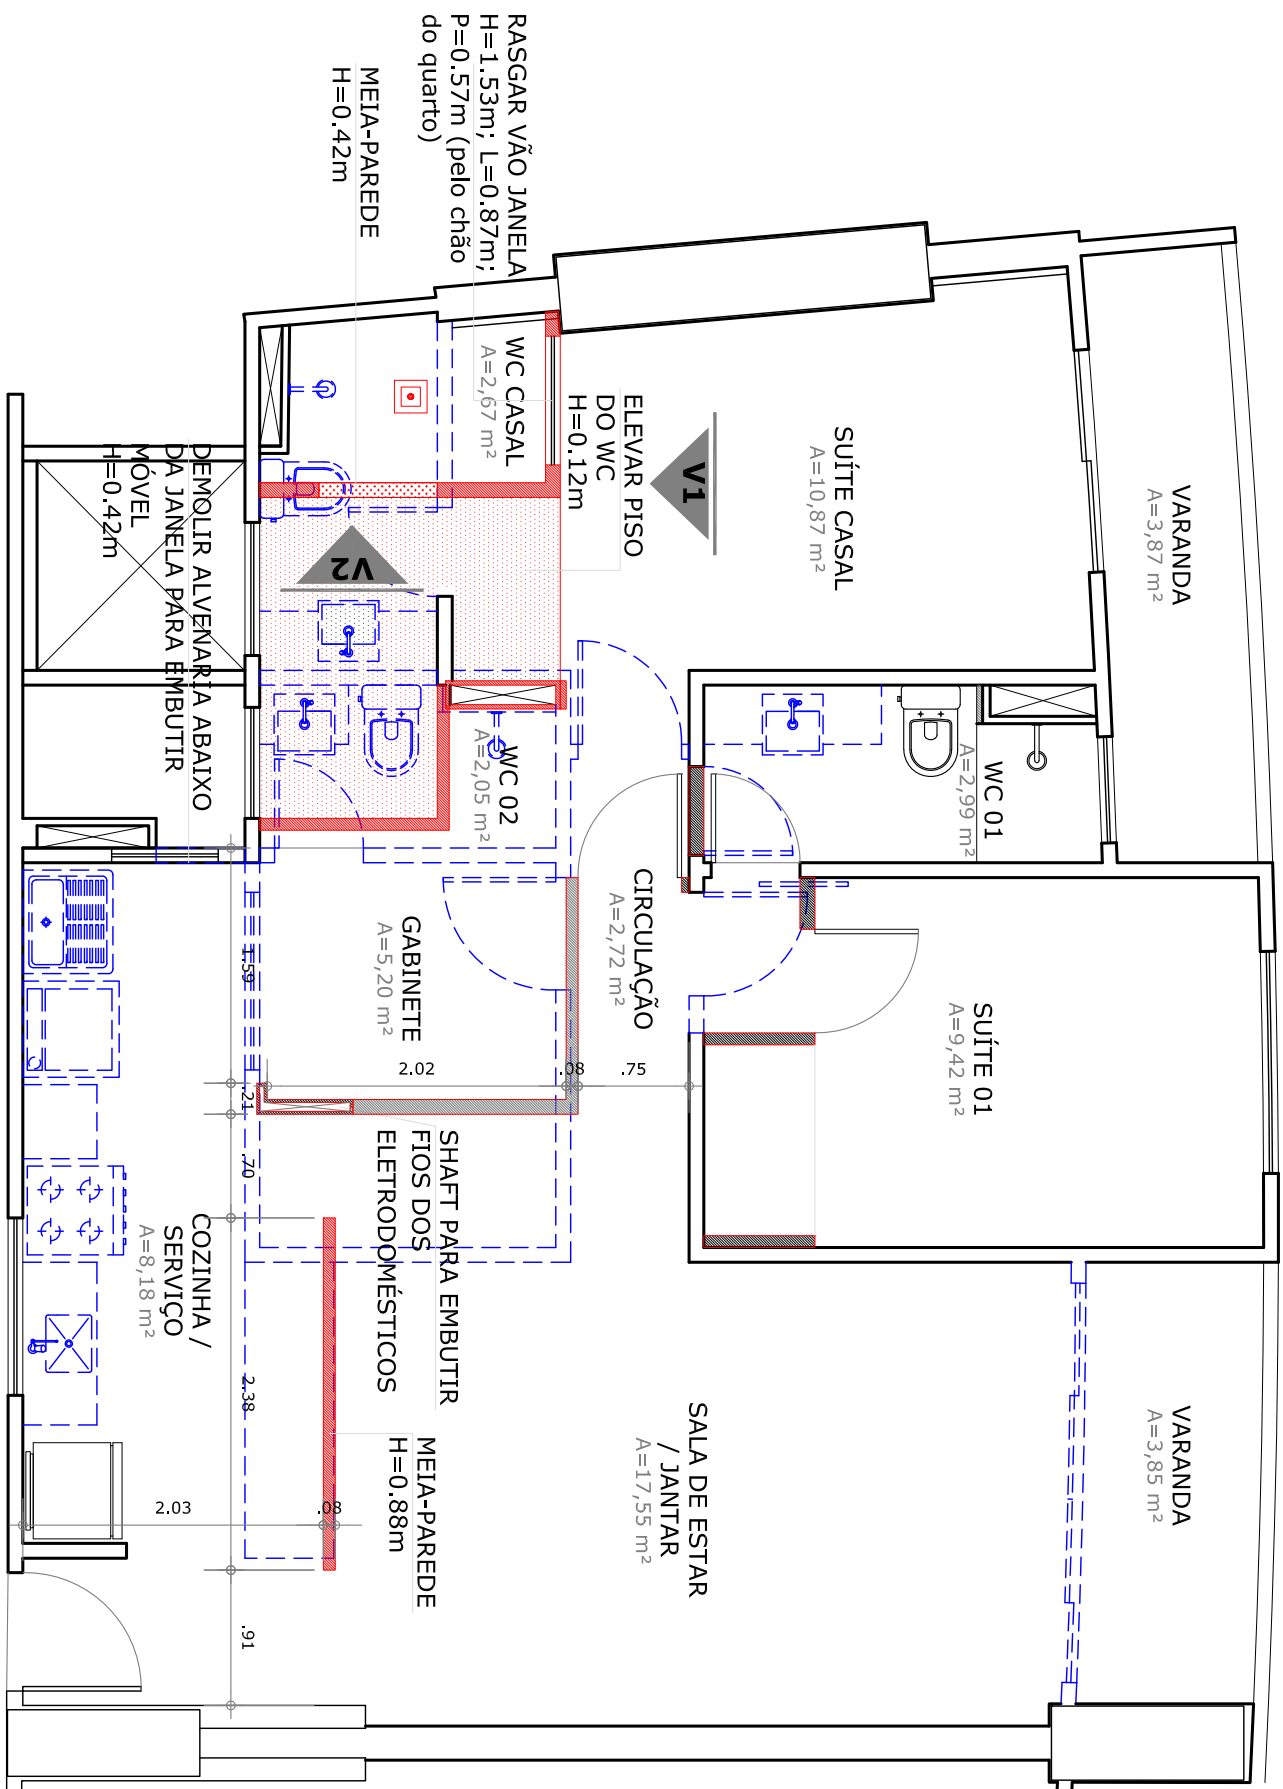 RASGAR VÃO JANELA
H=1.53m; L=0.87m;
P=0.57m (pelo chão
do quarto)
MEIA-PAREDE
H=0.42m
WC CASAL
A=2,67 m²
ELEVAR PISO
DO WC
H=0.12m
V1
V2
SUÍTE CASAL
A=10,87 m²
VARANDA
A=3,87 m²
DEMOLIR ALVENARIA ABAIXO
DA JANELA PARA EMBUTIR
MÓVEL
H=0.42m
WC 02
A=2,05 m²
WC 01
A=2,99 m²
CIRCULAÇÃO
A=2,72 m²
GABINETE
A=5,20 m²
SUÍTE 01
A=9,42 m²
1.59
2.02
.08
.75
.21
.70
SHAFT PARA EMBUTIR
FIOS DOS
ELETRODOMÉSTICOS
COZINHA /
SERVIÇO
A=8,18 m²
2.38
MEIA-PAREDE
H=0.88m
2.03
.08
.91
SALA DE ESTAR
/ JANTAR
A=17,55 m²
VARANDA
A=3,85 m²